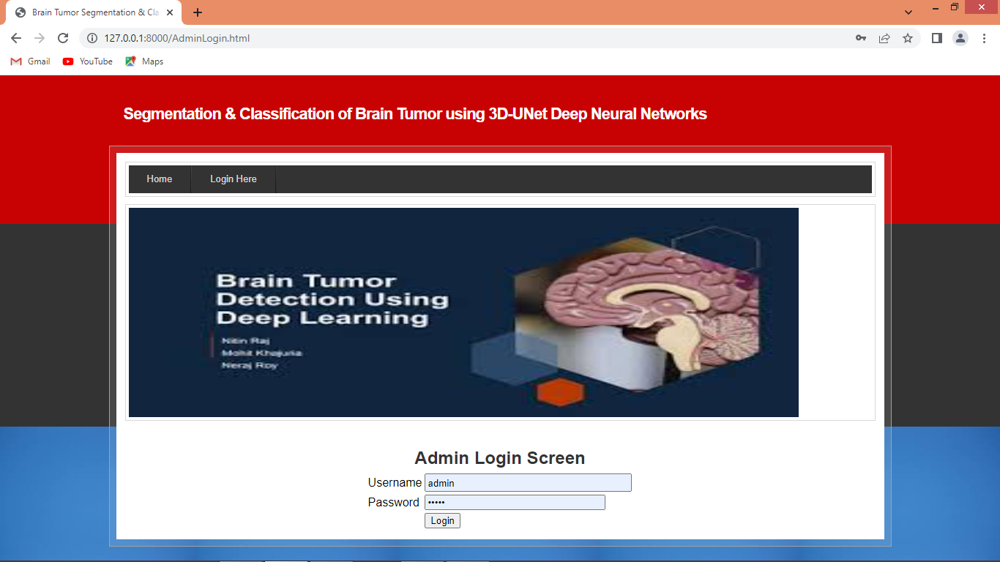 Brain Tumor Segmentation & Cla
127.0.0.1:8000/AdminLogin.html
Gmail YouTube Maps
Segmentation & Classification of Brain Tumor using 3D-UNet Deep Neural Networks
Home Login Here
Brain Tumor
Detection Using
Deep Learning
Nitin Raj
Mohit Khajuria
Neraj Roy
Admin Login Screen
Username admin
Password •••••
Login